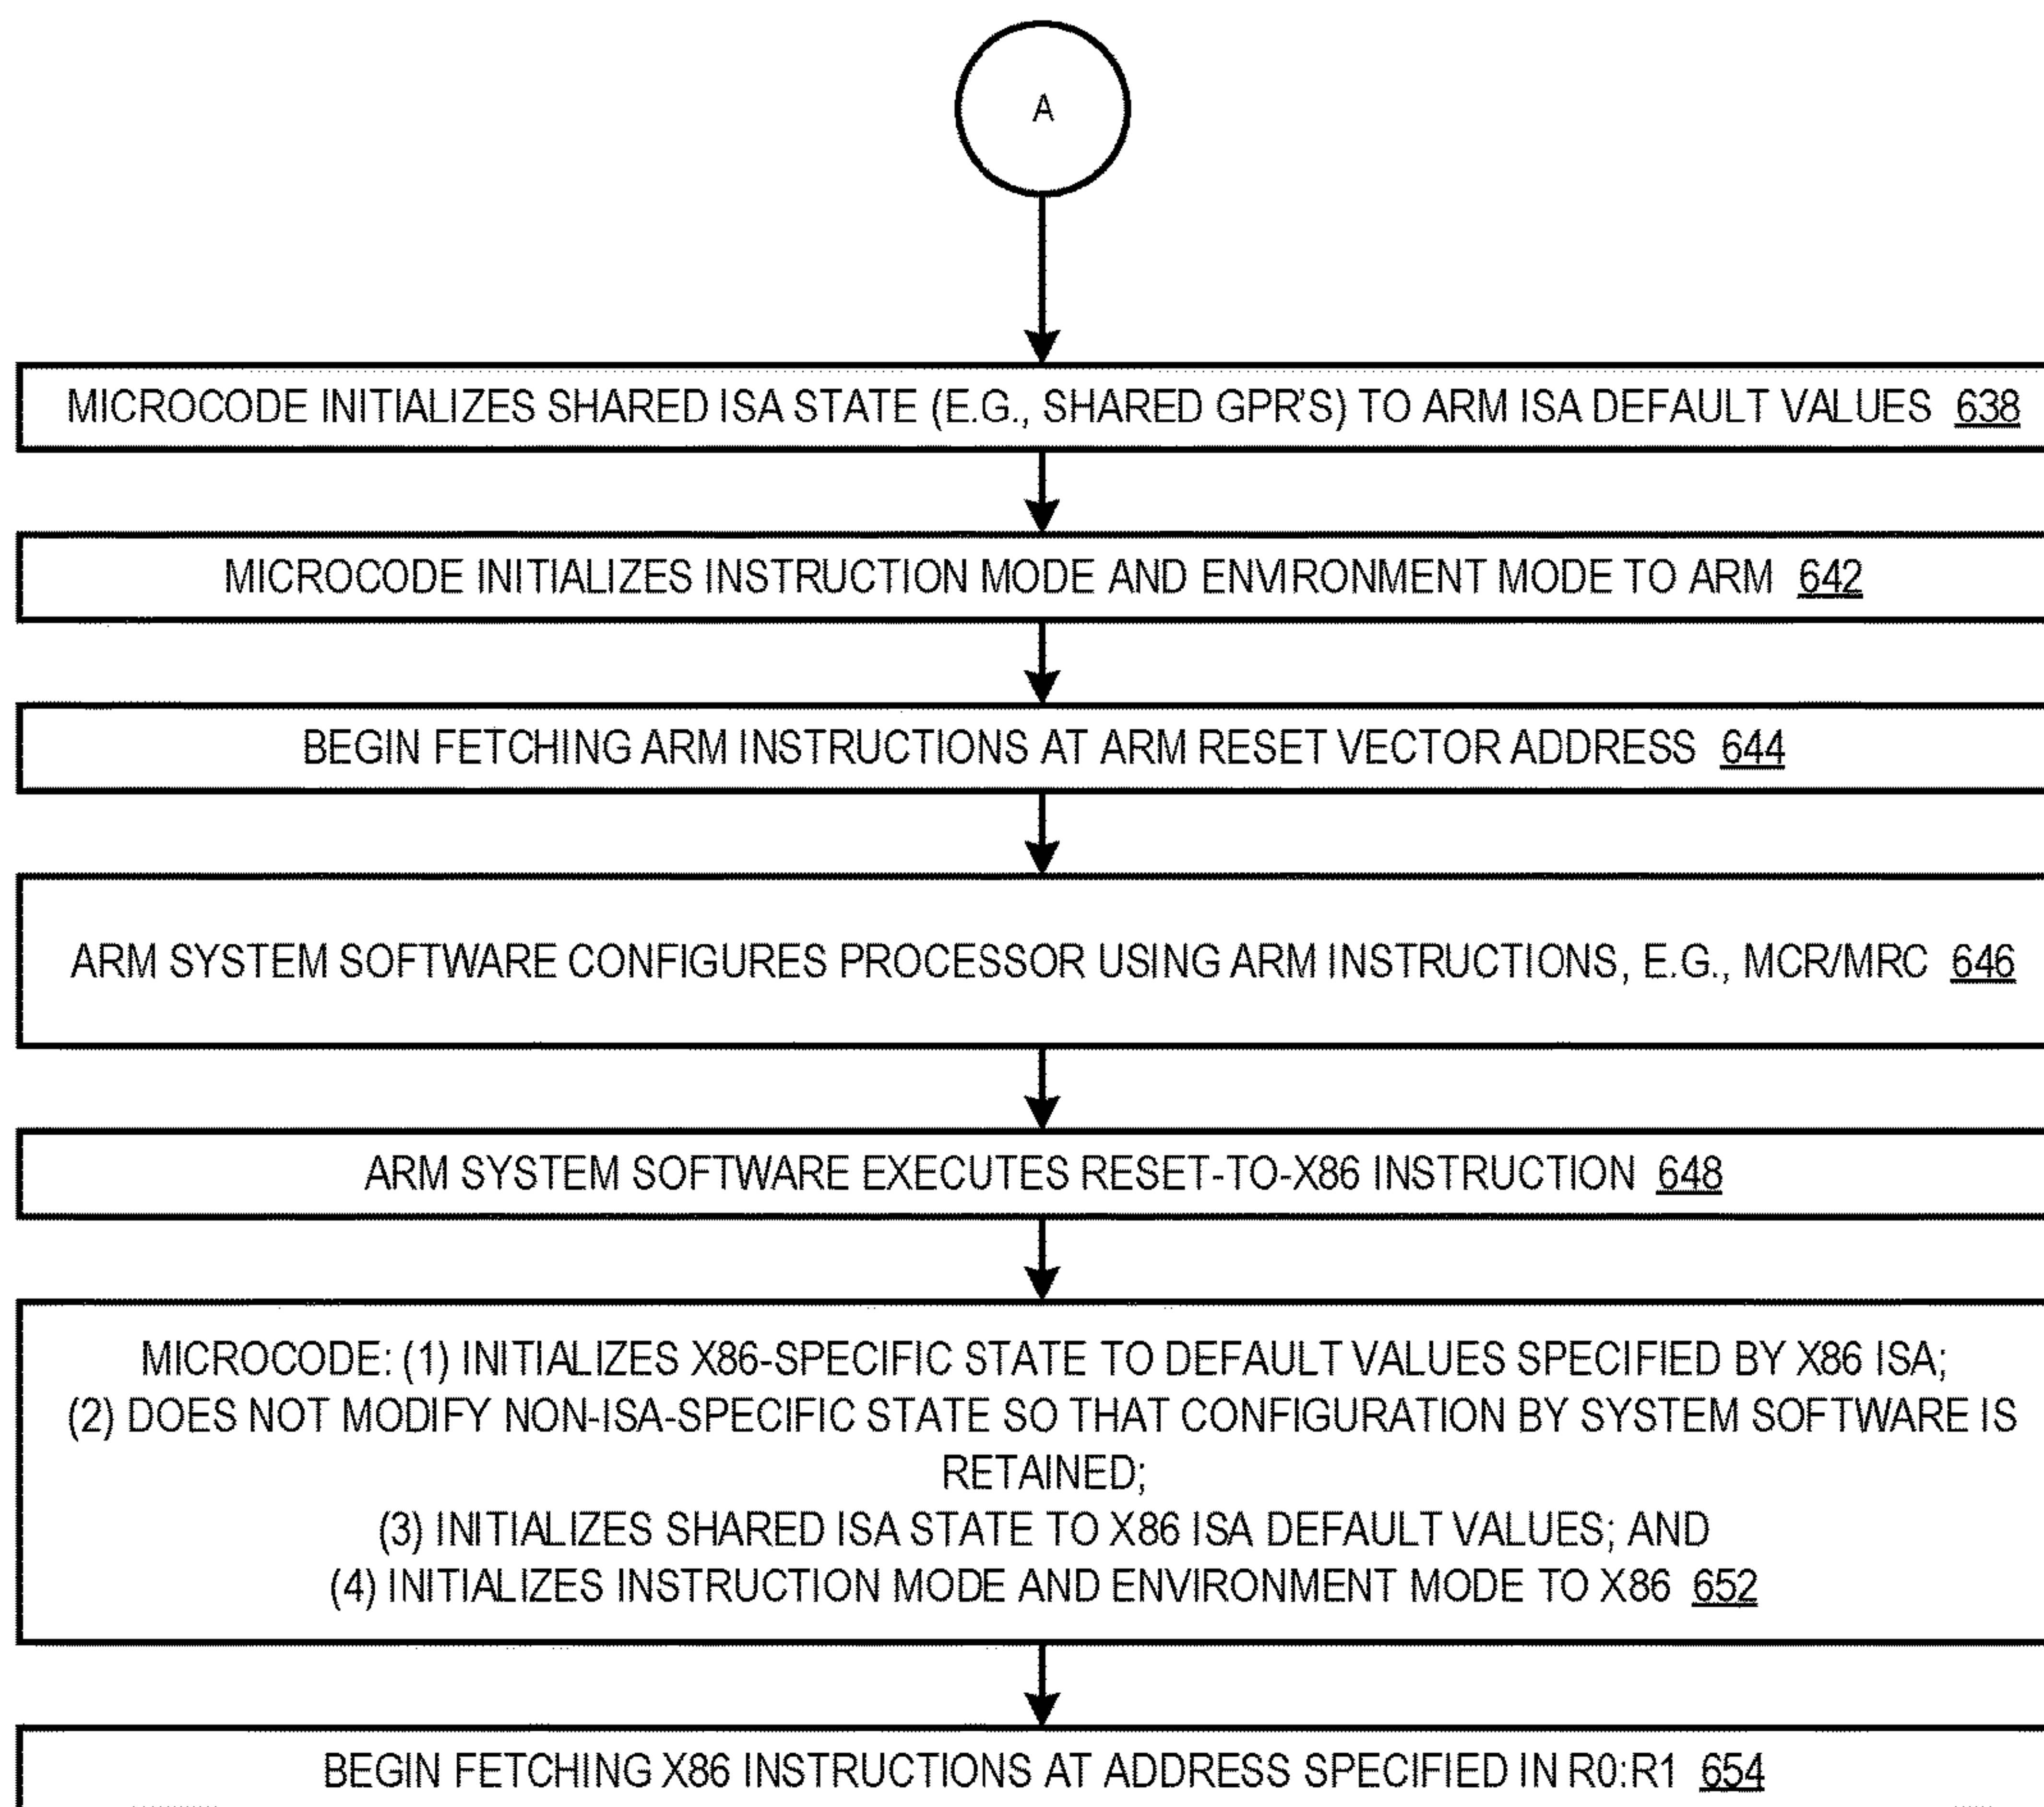 A
MICROCODE INITIALIZES SHARED ISA STATE (E.G., SHARED GPR'S) TO ARM ISA DEFAULT VALUES 638
MICROCODE INITIALIZES INSTRUCTION MODE AND ENVIRONMENT MODE TO ARM 642
BEGIN FETCHING ARM INSTRUCTIONS AT ARM RESET VECTOR ADDRESS 644
ARM SYSTEM SOFTWARE CONFIGURES PROCESSOR USING ARM INSTRUCTIONS, E.G., MCR/MRC 646
ARM SYSTEM SOFTWARE EXECUTES RESET-TO-X86 INSTRUCTION 648
MICROCODE: (1) INITIALIZES X86-SPECIFIC STATE TO DEFAULT VALUES SPECIFIED BY X86 ISA;
(2) DOES NOT MODIFY NON-ISA-SPECIFIC STATE SO THAT CONFIGURATION BY SYSTEM SOFTWARE IS
RETAINED;
(3) INITIALIZES SHARED ISA STATE TO X86 ISA DEFAULT VALUES; AND
(4) INITIALIZES INSTRUCTION MODE AND ENVIRONMENT MODE TO X86 652
BEGIN FETCHING X86 INSTRUCTIONS AT ADDRESS SPECIFIED IN R0:R1 654